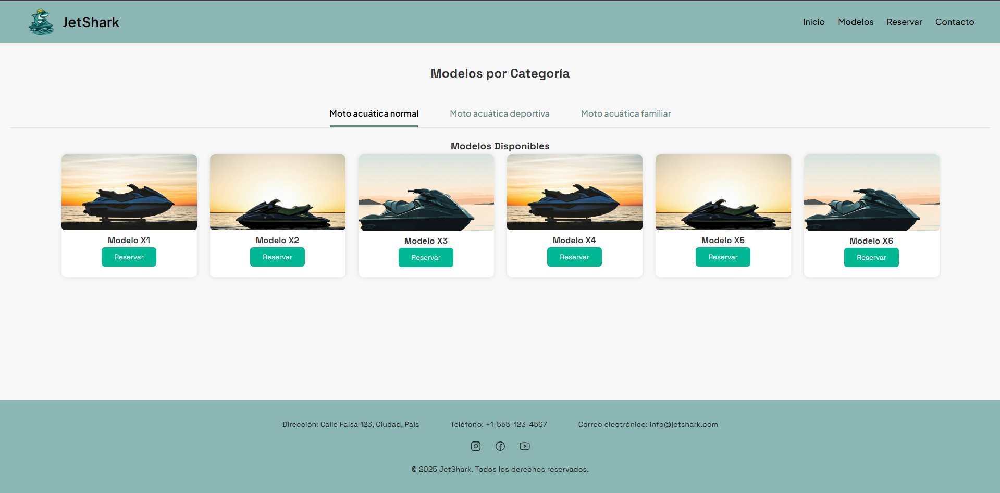 JetShark
Inicio Modelos Reservar Contacto
Modelos por Categoría
Moto acuática normal Moto acuática deportiva Moto acuática familiar
Modelos Disponibles
Modelo X1 Modelo X2 Modelo X3 Modelo X4 Modelo X5 Modelo X6
Reservar Reservar Reservar Reservar Reservar Reservar
Dirección: Calle Falsa 123, Ciudad, País Teléfono: +1-555-123-4567 Correo electrónico: info@jetshark.com
© 2025 JetShark. Todos los derechos reservados.